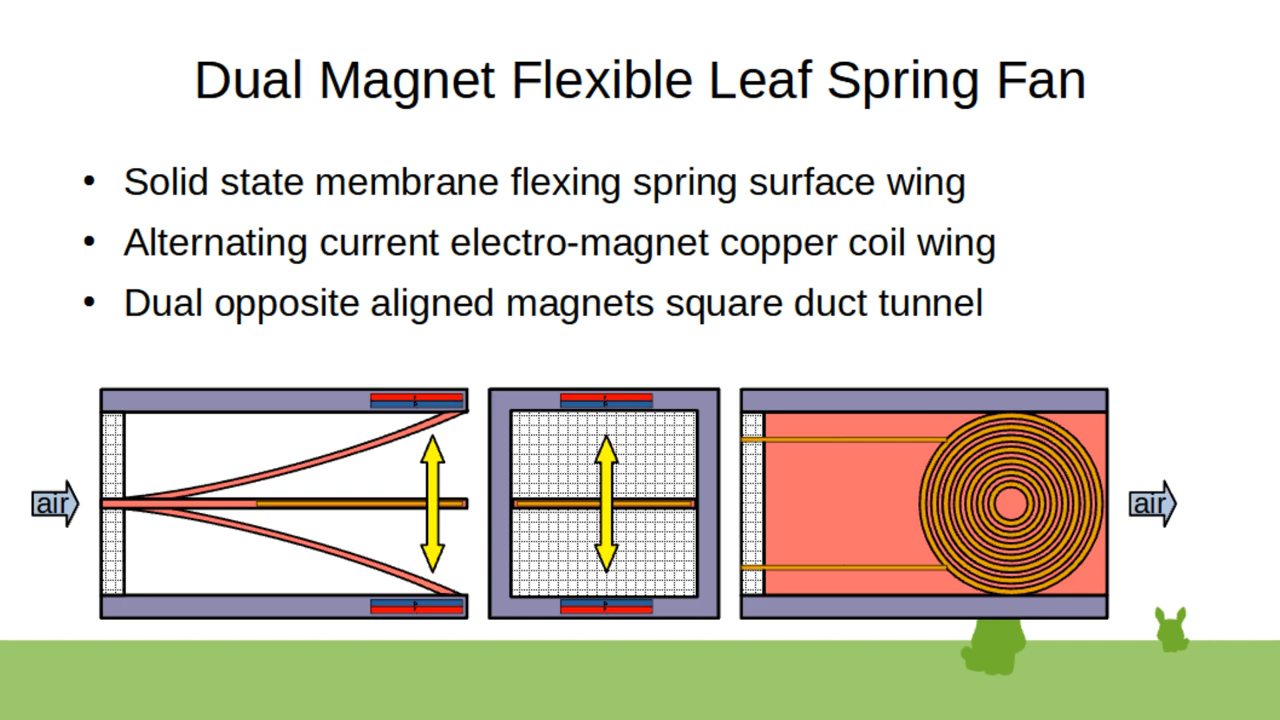 Dual Magnet Flexible Leaf Spring Fan
• Solid state membrane flexing spring surface wing
• Alternating current electro-magnet copper coil wing
• Dual opposite aligned magnets square duct tunnel
air
air